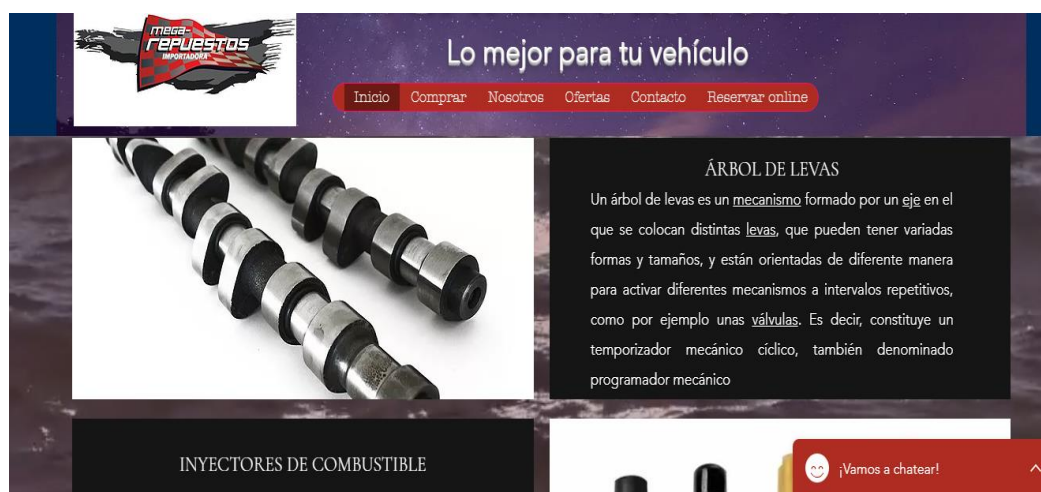 mega-
repuestos
IMPORTADORA
Lo mejor para tu vehículo
Inicio Comprar Nosotros Ofertas Contacto Reservar online
ÁRBOL DE LEVAS
Un árbol de levas es un mecanismo formado por un eje en el
que se colocan distintas levas, que pueden tener variadas
formas y tamaños, y están orientadas de diferente manera
para activar diferentes mecanismos a intervalos repetitivos,
como por ejemplo unas válvulas. Es decir, constituye un
temporizador mecánico cíclico, también denominado
programador mecánico
INYECTORES DE COMBUSTIBLE
¡Vamos a chatear!